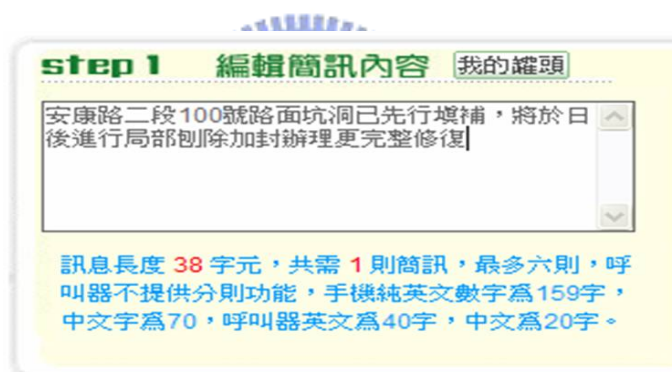 step 1 編輯簡訊內容 我的罐頭
安康路二段100號路面坑洞已先行填補，將於日
後進行局部刨除加封辦理更完整修復
訊息長度 38 字元，共需 1 則簡訊，最多六則，呼
叫器不提供分則功能，手機純英文數字為159字，
中文字為70，呼叫器英文為40字，中文為20字。